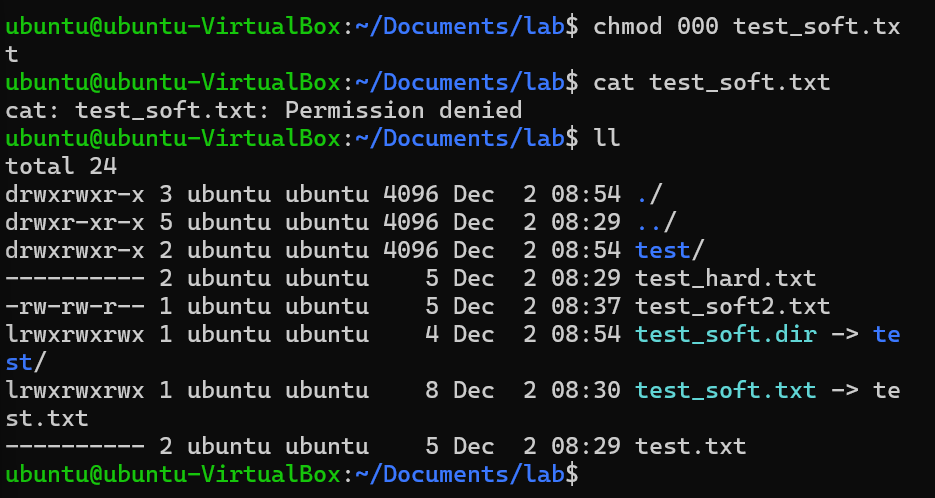 ubuntu@ubuntu-VirtualBox:~/Documents/lab$ chmod 000 test_soft.tx
t
ubuntu@ubuntu-VirtualBox:~/Documents/lab$ cat test_soft.txt
cat: test_soft.txt: Permission denied
ubuntu@ubuntu-VirtualBox:~/Documents/lab$ ll
total 24
drwxrwxr-x 3 ubuntu ubuntu 4096 Dec  2 08:54 ./
drwxr-xr-x 5 ubuntu ubuntu 4096 Dec  2 08:29 ../
drwxrwxr-x 2 ubuntu ubuntu 4096 Dec  2 08:54 test/
---------- 2 ubuntu ubuntu    5 Dec  2 08:29 test_hard.txt
-rw-rw-r-- 1 ubuntu ubuntu    5 Dec  2 08:37 test_soft2.txt
lrwxrwxrwx 1 ubuntu ubuntu    4 Dec  2 08:54 test_soft.dir -> te
st/
lrwxrwxrwx 1 ubuntu ubuntu    8 Dec  2 08:30 test_soft.txt -> te
st.txt
---------- 2 ubuntu ubuntu    5 Dec  2 08:29 test.txt
ubuntu@ubuntu-VirtualBox:~/Documents/lab$